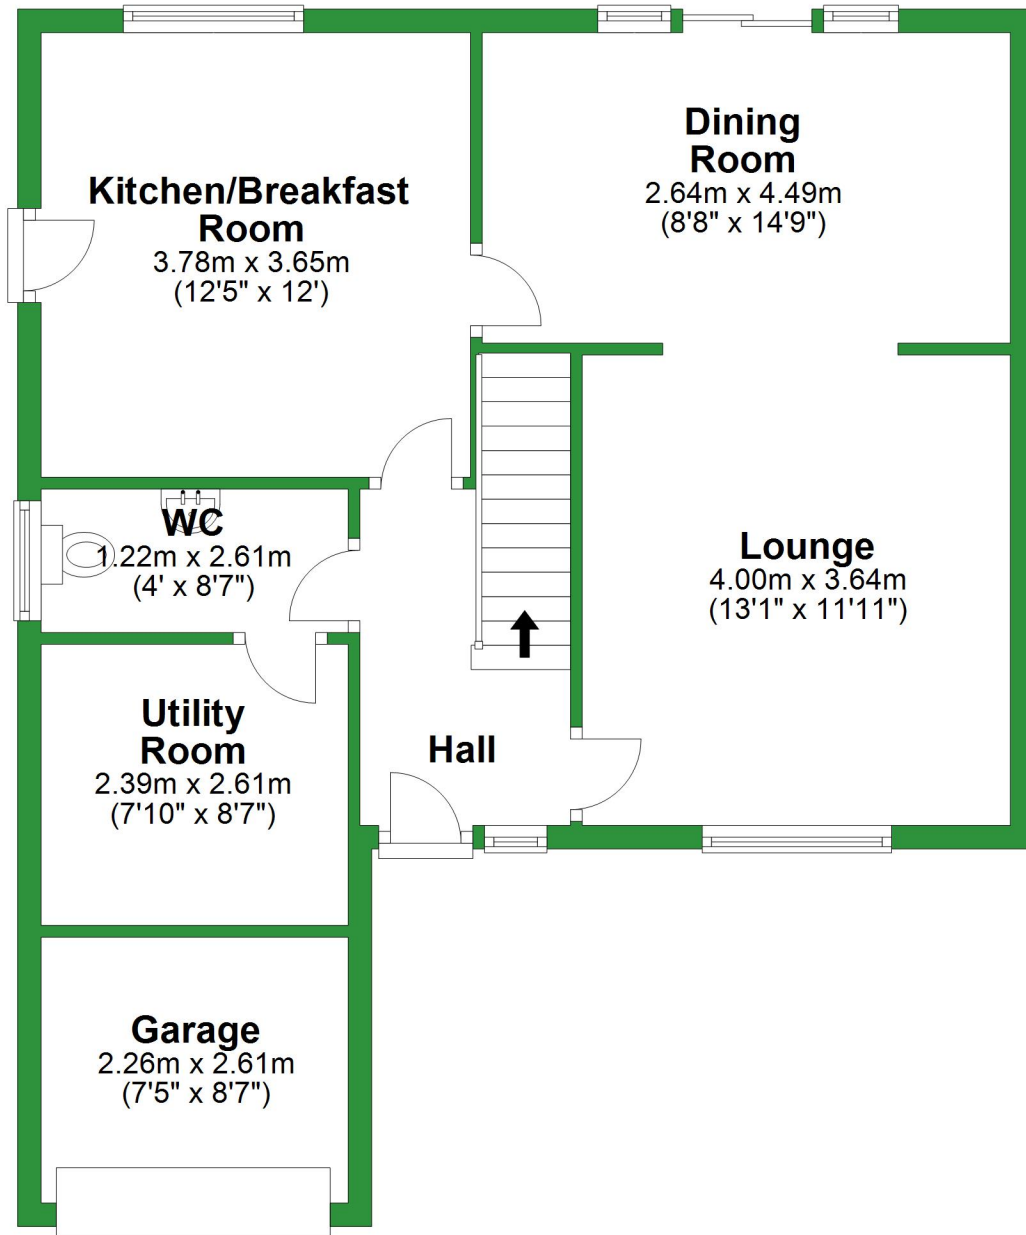 Kitchen/Breakfast
Room
3.78m x 3.65m
(12'5" x 12')
Dining
Room
2.64m x 4.49m
(8'8" x 14'9")
WC
1.22m x 2.61m
(4' x 8'7")
Lounge
4.00m x 3.64m
(13'1" x 11'11")
Utility
Room
2.39m x 2.61m
(7'10" x 8'7")
Hall
Garage
2.26m x 2.61m
(7'5" x 8'7")